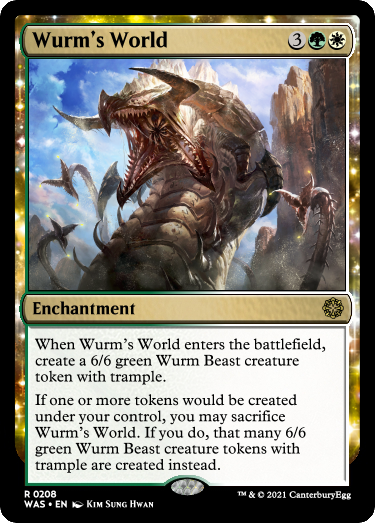 Wurm's World 3
Enchantment
When Wurm's World enters the battlefield,
create a 6/6 green Wurm Beast creature
token with trample.
If one or more tokens would be created
under your control, you may sacrifice
Wurm's World. If you do, that many 6/6
green Wurm Beast creature tokens with
trample are created instead.
R 0208
WAS • EN Kim Sung Hwan
™ & © 2021 CanterburyEgg